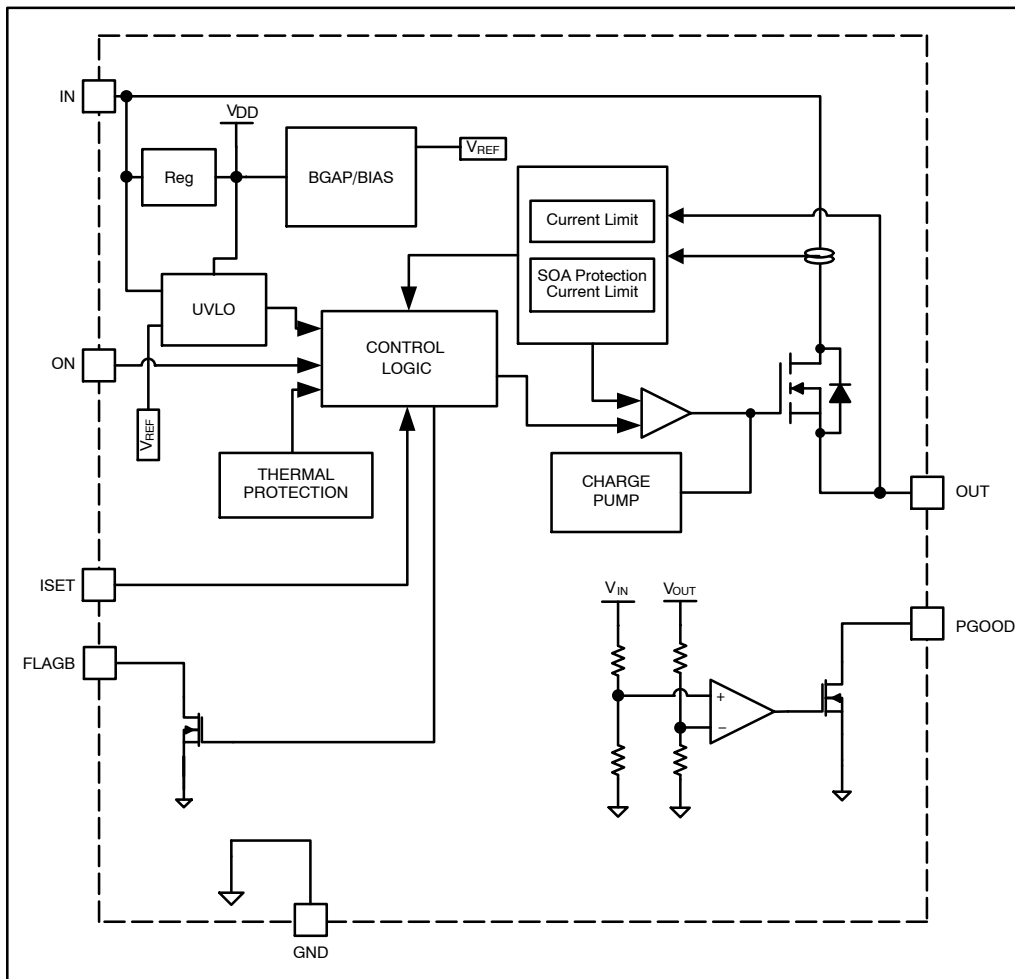 IN
VDD
Reg
BGAP/BIAS
VREF
Current Limit
SOA Protection
Current Limit
UVLO
ON
CONTROL
LOGIC
VREF
THERMAL
PROTECTION
CHARGE
PUMP
OUT
ISET
VIN
VOUT
PGOOD
FLAGB
+
−
GND